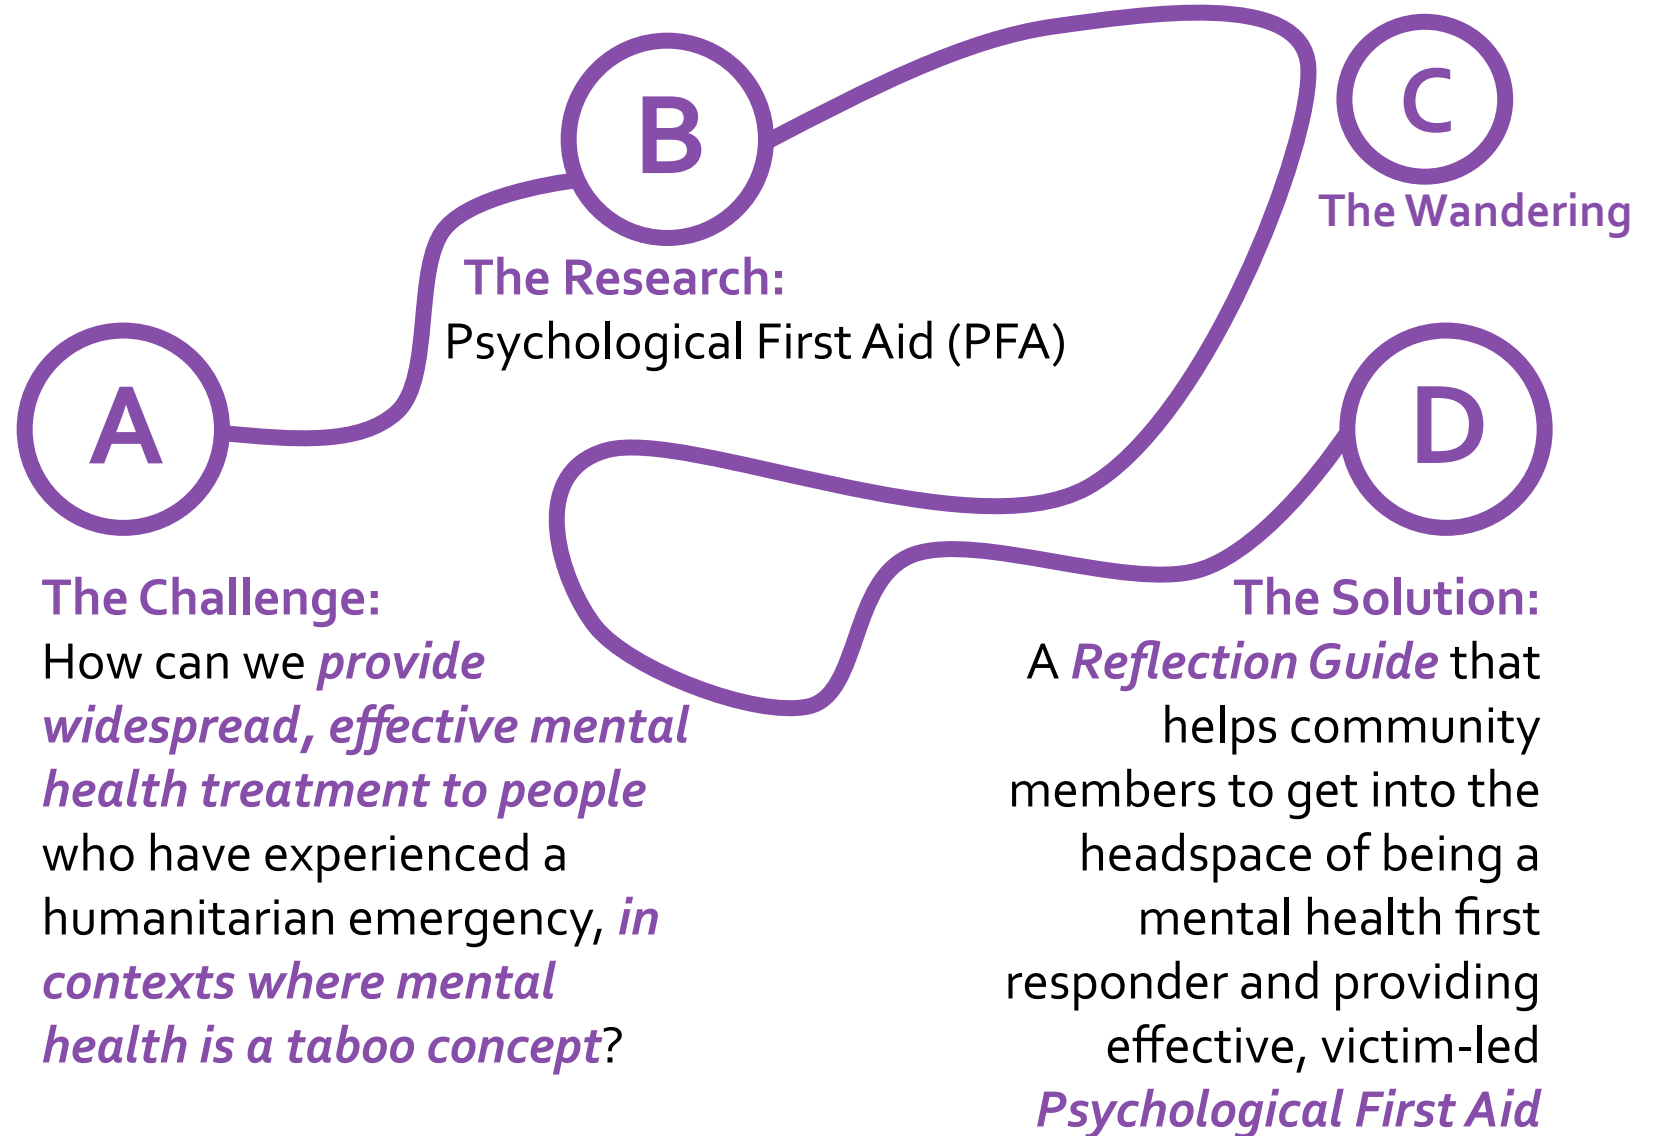 A
The Challenge:
How can we provide
widespread, effective mental
health treatment to people
who have experienced a
humanitarian emergency, in
contexts where mental
health is a taboo concept?
B
The Research:
Psychological First Aid (PFA)
C
The Wandering
D
The Solution:
A Reflection Guide that
helps community
members to get into the
headspace of being a
mental health first
responder and providing
effective, victim-led
Psychological First Aid